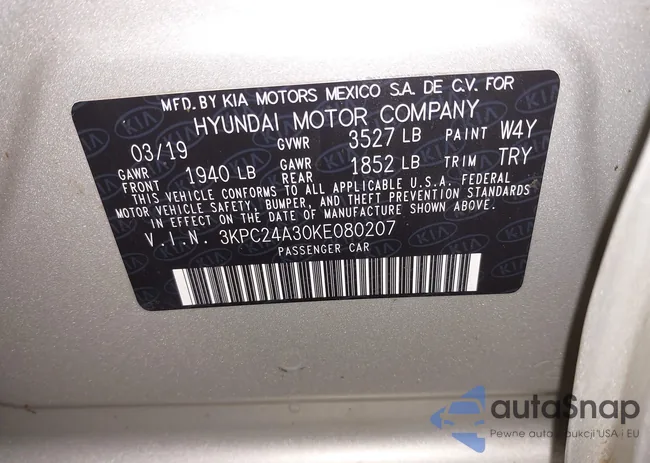 MFD. BY KIA MOTORS MEXICO S.A. DE C.V. FOR
HYUNDAI MOTOR COMPANY
03/19 GVWR 3527 LB PAINT W4Y
GAWR FRONT 1940 LB GAWR REAR 1852 LB TRIM TRY
THIS VEHICLE CONFORMS TO ALL APPLICABLE U.S.A. FEDERAL
MOTOR VEHICLE SAFETY, BUMPER, AND THEFT PREVENTION STANDARDS
IN EFFECT ON THE DATE OF MANUFACTURE SHOWN ABOVE.
V.I.N. 3KPC24A30KE080207
PASSENGER CAR
autoSnap
Pewne auto z aukcji USA i EU